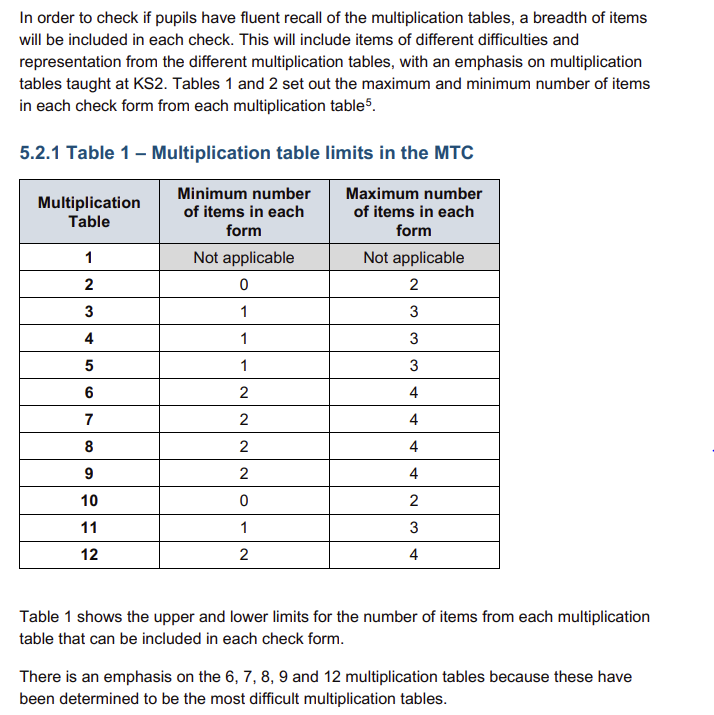 In order to check if pupils have fluent recall of the multiplication tables, a breadth of items
will be included in each check. This will include items of different difficulties and
representation from the different multiplication tables, with an emphasis on multiplication
tables taught at KS2. Tables 1 and 2 set out the maximum and minimum number of items
in each check form from each multiplication table⁵.
5.2.1 Table 1 – Multiplication table limits in the MTC
Multiplication Table | Minimum number of items in each form | Maximum number of items in each form
1 | Not applicable | Not applicable
2 | 0 | 2
3 | 1 | 3
4 | 1 | 3
5 | 1 | 3
6 | 2 | 4
7 | 2 | 4
8 | 2 | 4
9 | 2 | 4
10 | 0 | 2
11 | 1 | 3
12 | 2 | 4
Table 1 shows the upper and lower limits for the number of items from each multiplication
table that can be included in each check form.
There is an emphasis on the 6, 7, 8, 9 and 12 multiplication tables because these have
been determined to be the most difficult multiplication tables.